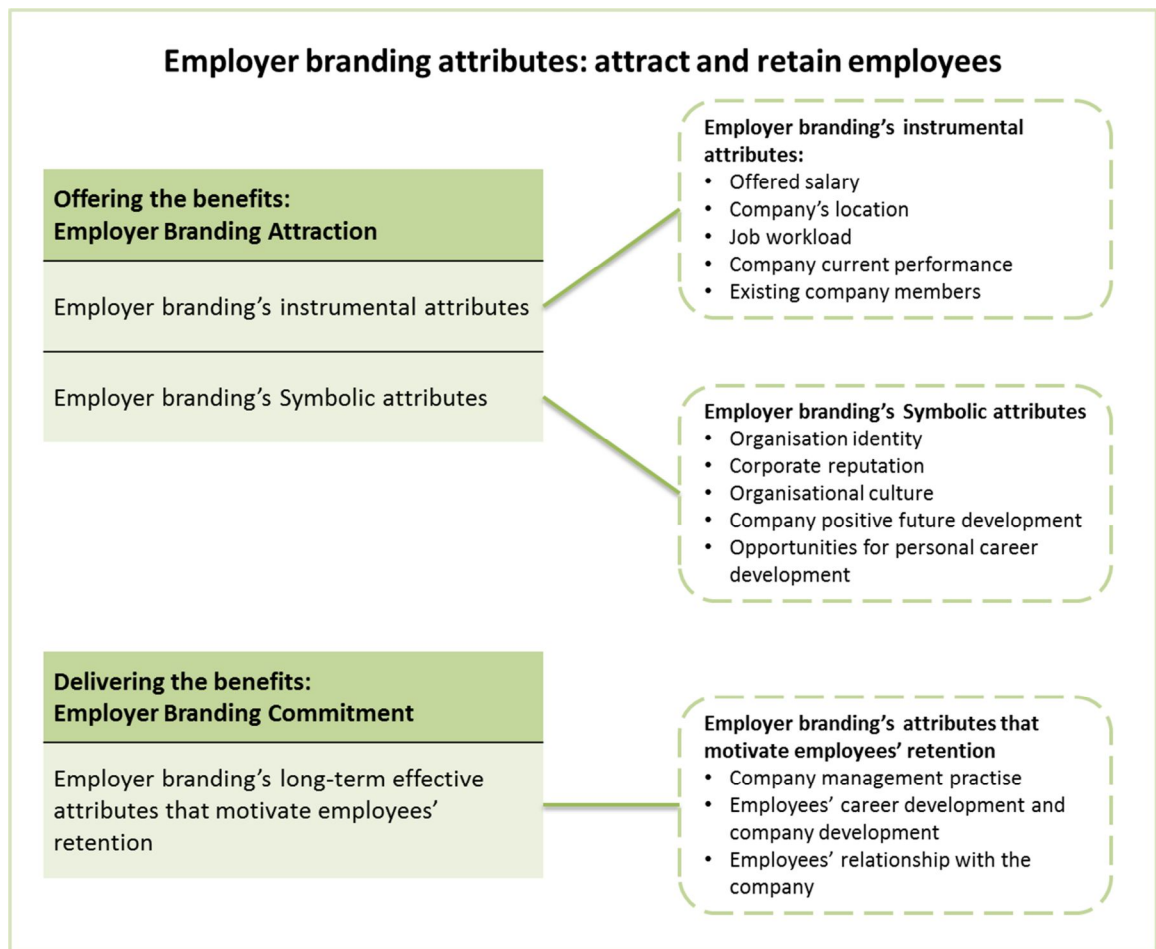 Employer branding attributes: attract and retain employees
Offering the benefits:
Employer Branding Attraction
Employer branding's instrumental attributes
Employer branding's Symbolic attributes
Employer branding's instrumental
attributes:
• Offered salary
• Company's location
• Job workload
• Company current performance
• Existing company members
Employer branding's Symbolic attributes
• Organisation identity
• Corporate reputation
• Organisational culture
• Company positive future development
• Opportunities for personal career
development
Delivering the benefits:
Employer Branding Commitment
Employer branding's long-term effective
attributes that motivate employees'
retention
Employer branding's attributes that
motivate employees' retention
• Company management practise
• Employees' career development and
company development
• Employees' relationship with the
company